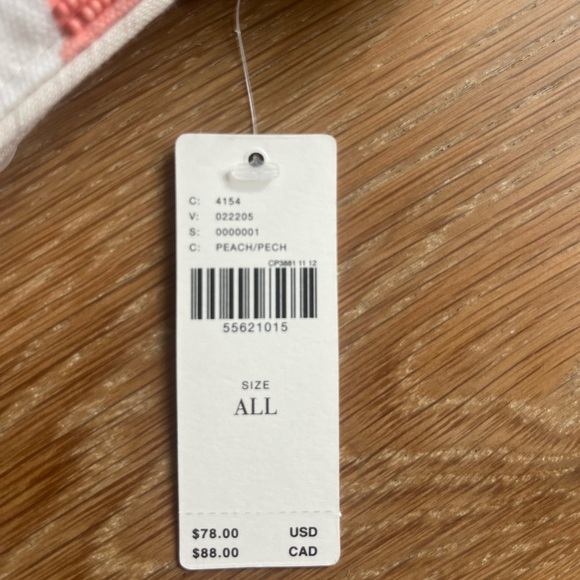 C: 4154
V: 022205
S: 0000001
C: PEACH/PECH
CP3881 11 12
55621015
SIZE
ALL
$78.00 USD
$88.00 CAD